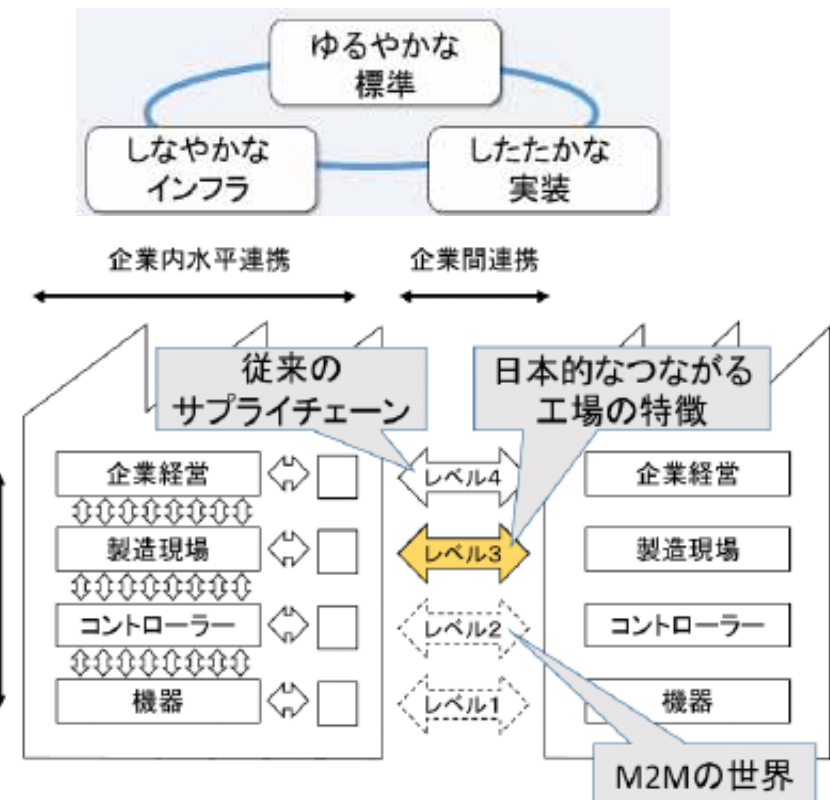 ゆるやかな
標準
しなやかな
インフラ
したたかな
実装
企業内水平連携
企業間連携
従来の
サプライチェーン
日本的なつながる
工場の特徴
企業経営
レベル4
企業経営
製造現場
レベル3
製造現場
コントローラー
レベル2
コントローラー
機器
レベル1
機器
M2Mの世界